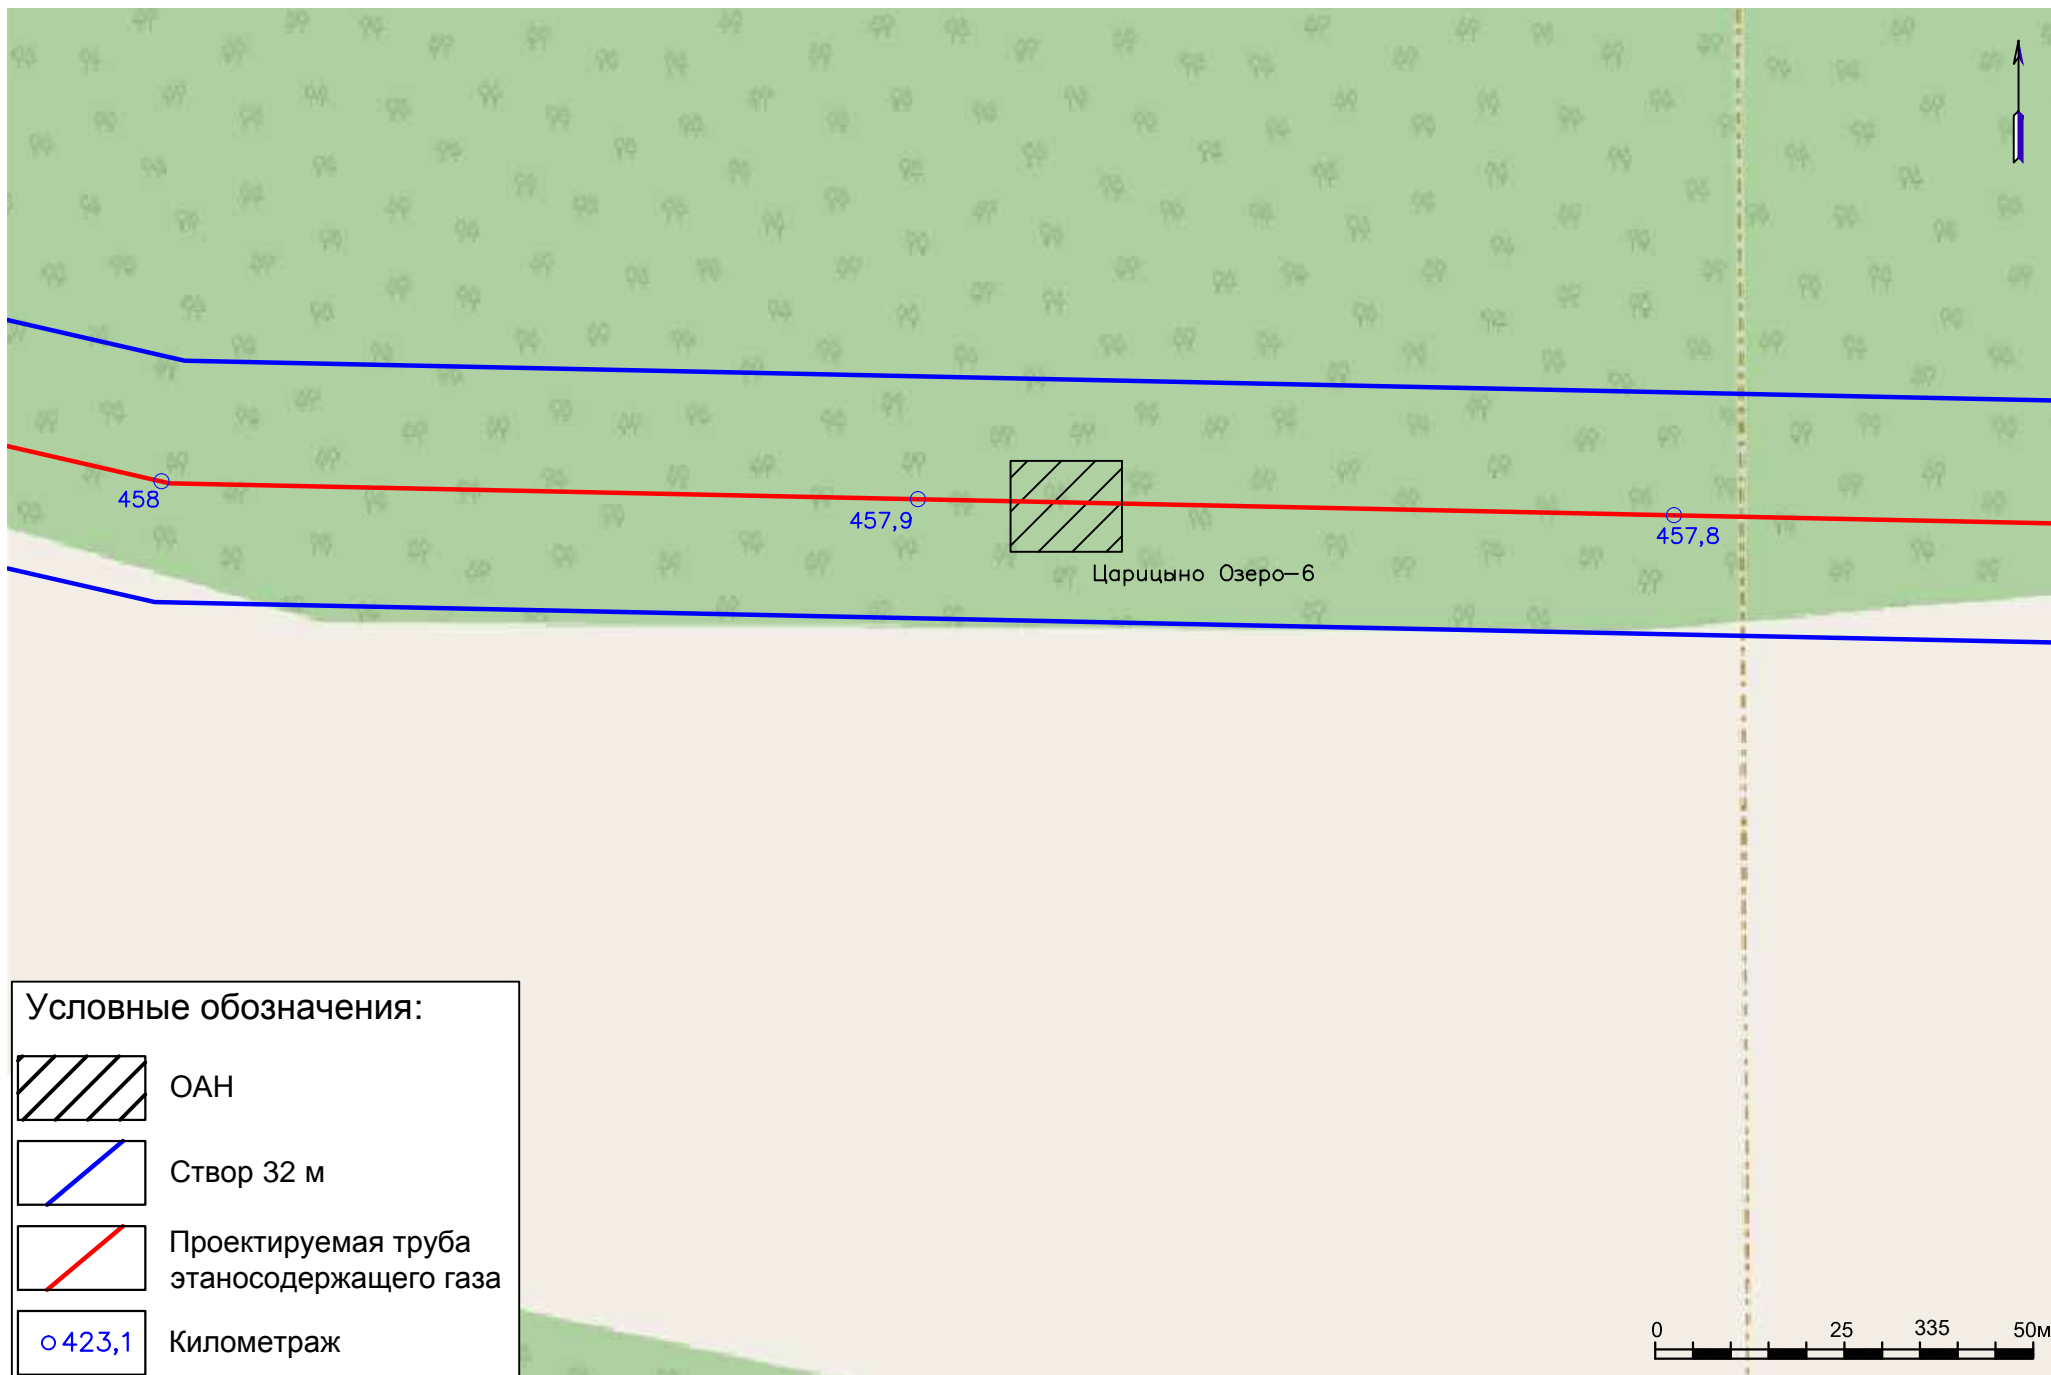 458
457,9
457,8
Царицыно Озеро-6
Условные обозначения:
ОАН
Створ 32 м
Проектируемая труба
этаносодержащего газа
423,1
Километраж
0 25 335 50м